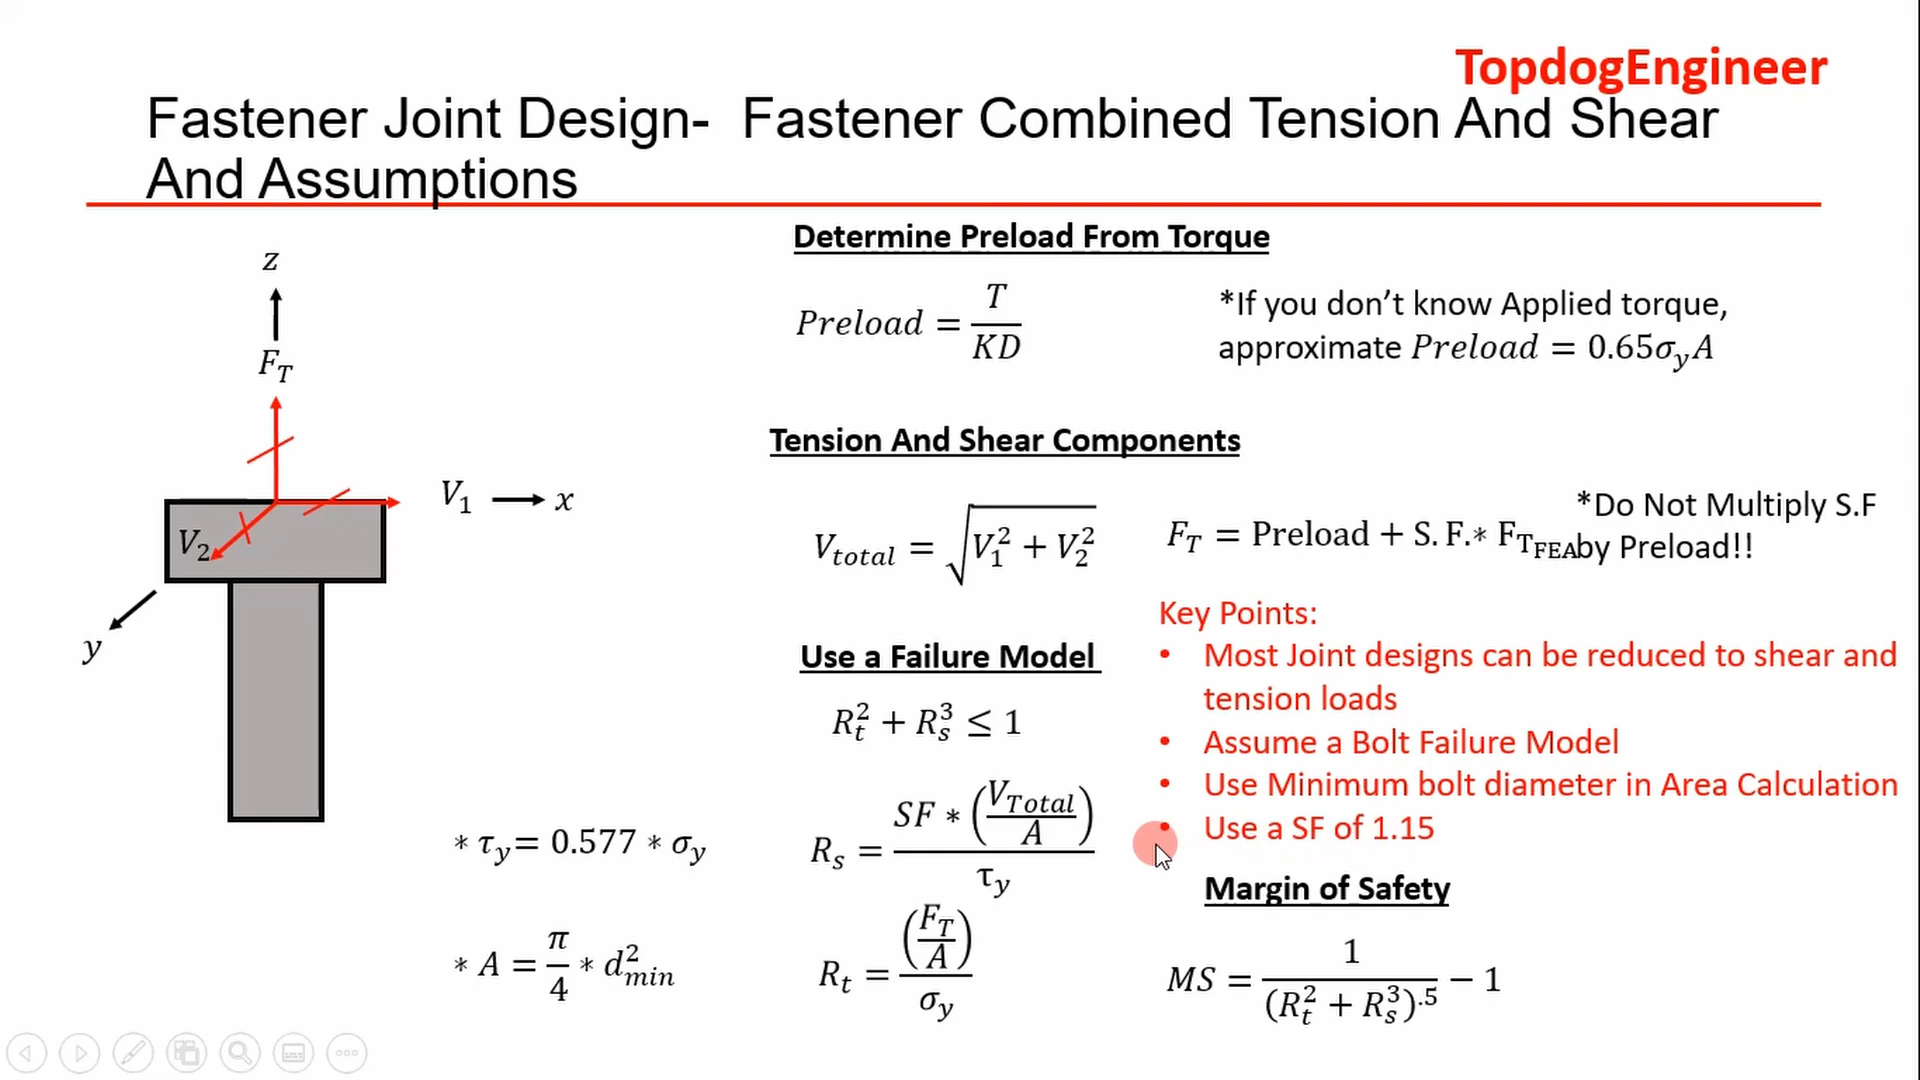 TopdogEngineer
Fastener Joint Design-  Fastener Combined Tension And Shear
And Assumptions
z
F_T
V_1 → x
V_2
y
Determine Preload From Torque
Preload = T/KD
*If you don’t know Applied torque,
approximate Preload = 0.65σ_yA
Tension And Shear Components
V_total = √(V_1^2 + V_2^2)
F_T = Preload + S.F.* F_T_FEA
*Do Not Multiply S.F
by Preload!!
Key Points:
• Most Joint designs can be reduced to shear and
tension loads
• Assume a Bolt Failure Model
• Use Minimum bolt diameter in Area Calculation
• Use a SF of 1.15
Use a Failure Model
R_t^2 + R_s^3 ≤ 1
* τ_y= 0.577 * σ_y
R_s = SF * (V_Total/A) / τ_y
* A = π/4 * d_min^2
R_t = (F_T/A) / σ_y
Margin of Safety
MS = 1/(R_t^2 + R_s^3)^.5 − 1